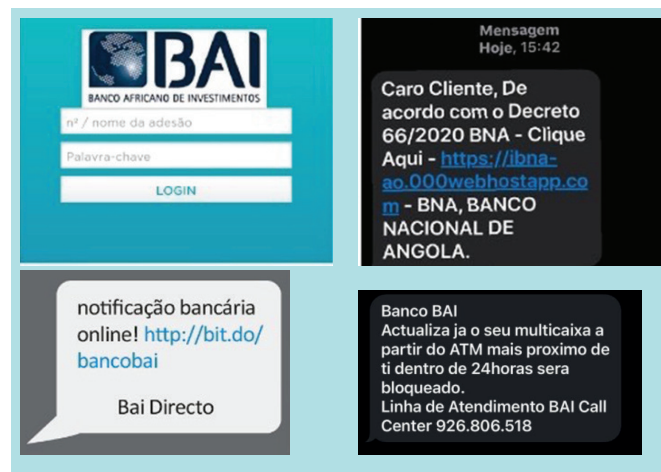 BAI
BANCO AFRICANO DE INVESTIMENTOS
nº / nome da adesão
Palavra-chave
LOGIN
Mensagem
Hoje, 15:42
Caro Cliente, De
acordo com o Decreto
66/2020 BNA - Clique
Aqui - https://ibna-
ao.000webhostapp.co
m - BNA, BANCO
NACIONAL DE
ANGOLA.
notificação bancária
online! http://bit.do/
bancobai
Bai Directo
Banco BAI
Actualiza ja o seu multicaixa a
partir do ATM mais proximo de
ti dentro de 24horas sera
bloqueado.
Linha de Atendimento BAI Call
Center 926.806.518